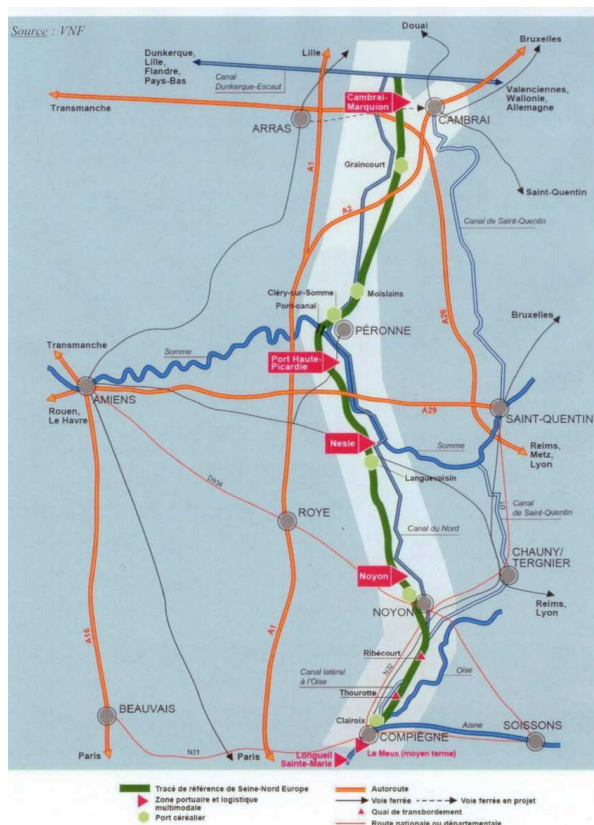 Source : VNF
Douai
Bruxelles
Dunkerque,
Lille,
Flandre,
Pays-Bas
Lille
Canal
Dunkerque-Escaut
Valenciennes,
Wallonie,
Allemagne
Transmanche
Cambrai-
Marquion
CAMBRAI
ARRAS
Graincourt
Saint-Quentin
A1
A2
Canal de Saint-Quentin
Cléry-sur-Somme
Pont-canal
Moislains
A26
Bruxelles
PÉRONNE
Somme
Transmanche
Port Haute-
Picardie
AMIENS
Rouen,
Le Havre
A29
SAINT-QUENTIN
Nesle
Somme
Reims,
Metz,
Lyon
Languevoisin
D934
Canal
de Saint-Quentin
ROYE
Canal du Nord
CHAUNY/
TERGNIER
Noyon
NOYON
Reims,
Lyon
A16
A1
Ribécourt
N32
Oise
Canal latéral
à l'Oise
Thourotte
BEAUVAIS
Clairoix
Aisne
COMPIÈGNE
SOISSONS
Paris
N31
Paris
Longueil
Sainte-Marie
Le Meux (moyen terme)
Tracé de référence de Seine-Nord Europe
Zone portuaire et logistique
multimodale
Port céréalier
Autoroute
Voie ferrée
Voie ferrée en projet
Quai de transbordement
Route nationale ou départementale